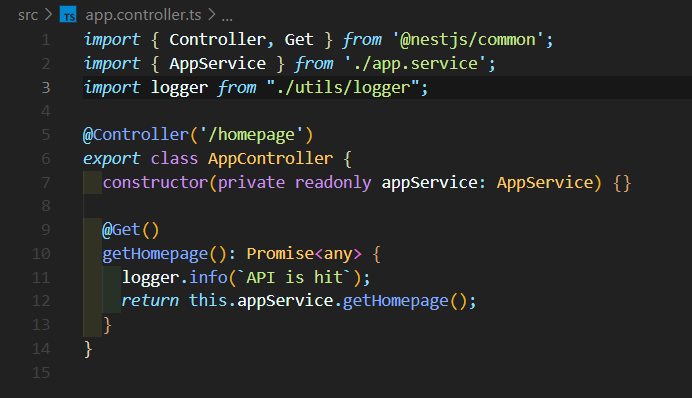 src > TS app.controller.ts > ...
1 import { Controller, Get } from '@nestjs/common';
2 import { AppService } from './app.service';
3 import logger from "./utils/logger";
4
5 @Controller('/homepage')
6 export class AppController {
7   constructor(private readonly appService: AppService) {}
8
9   @Get()
10   getHomepage(): Promise<any> {
11     logger.info(`API is hit`);
12     return this.appService.getHomepage();
13   }
14 }
15